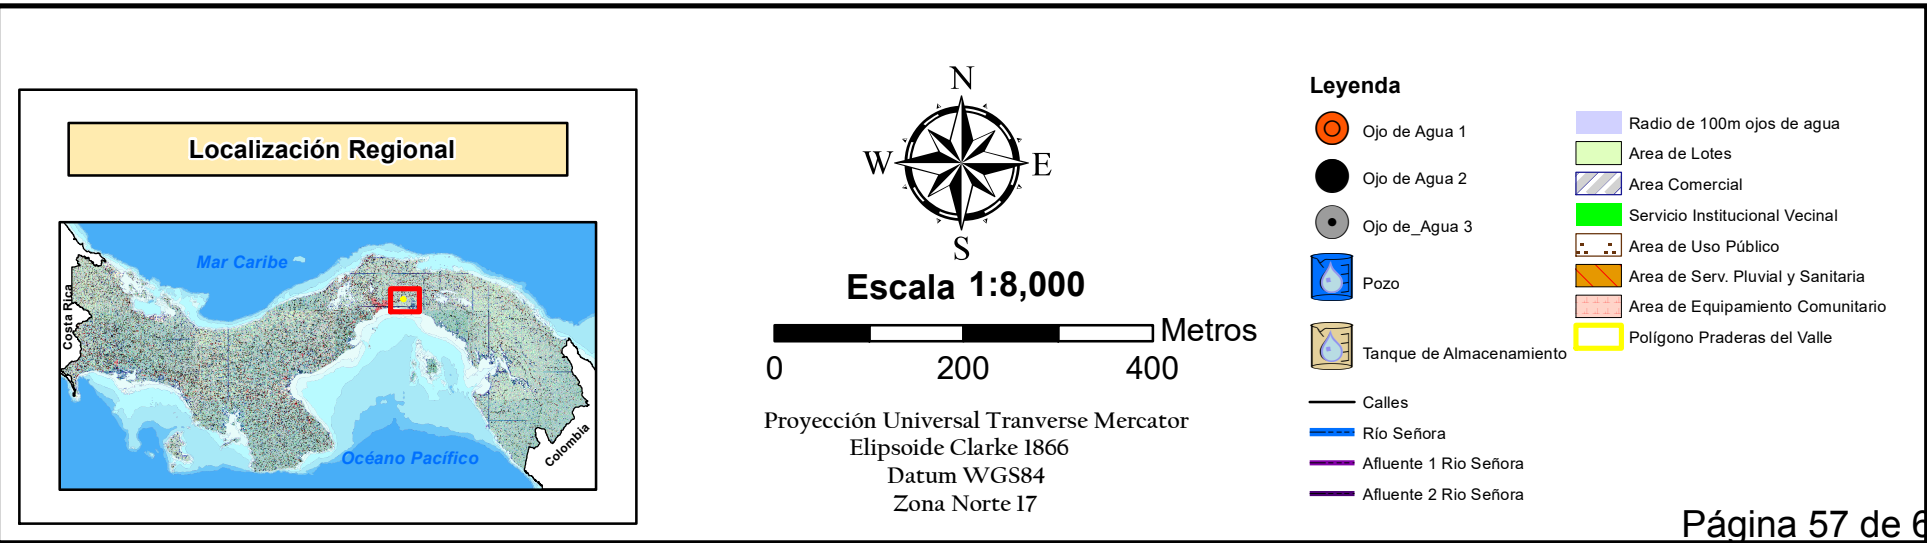 Localización Regional
Mar Caribe
Costa Rica
Colombia
Océano Pacífico
N
W
E
S
Escala 1:8,000
Metros
0 200 400
Proyección Universal Tranverse Mercator
Elipsoide Clarke 1866
Datum WGS84
Zona Norte 17
Leyenda
Ojo de Agua 1
Ojo de Agua 2
Ojo de_Agua 3
Pozo
Tanque de Almacenamiento
Calles
Río Señora
Afluente 1 Rio Señora
Afluente 2 Rio Señora
Radio de 100m ojos de agua
Area de Lotes
Area Comercial
Servicio Institucional Vecinal
Area de Uso Público
Area de Serv. Pluvial y Sanitaria
Area de Equipamiento Comunitario
Polígono Praderas del Valle
Página 57 de 6